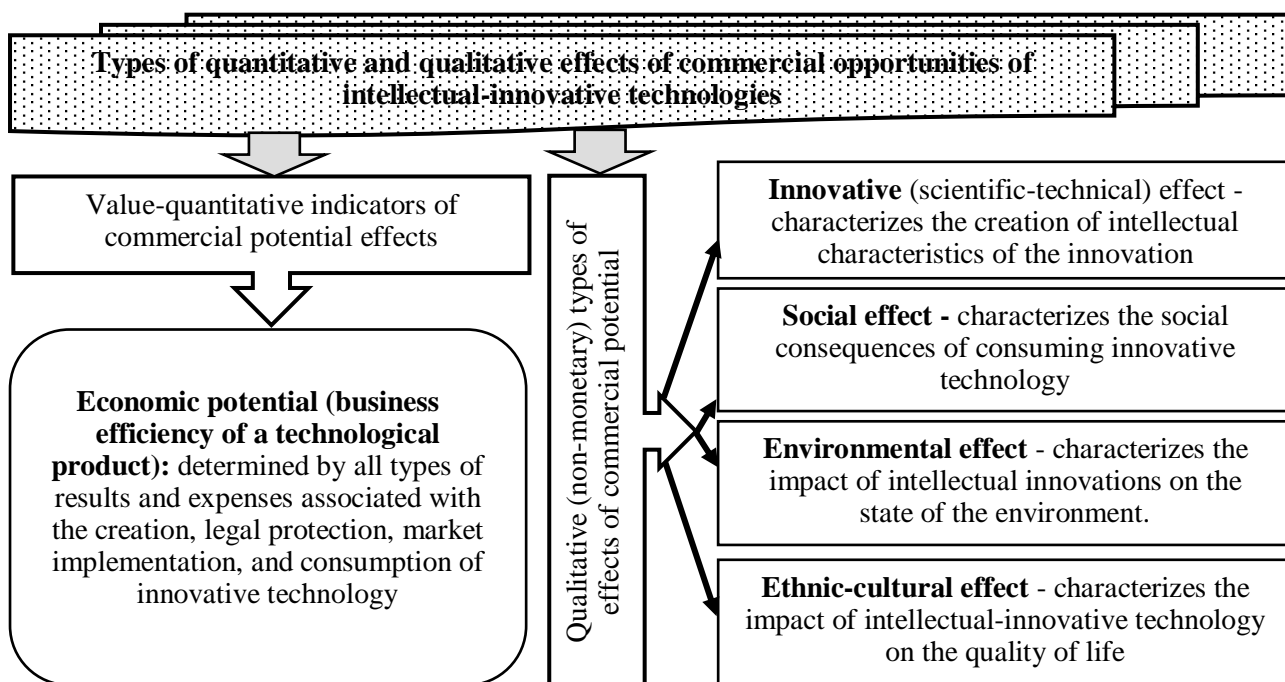 Types of quantitative and qualitative effects of commercial opportunities of
intellectual-innovative technologies
Value-quantitative indicators of
commercial potential effects
Economic potential (business
efficiency of a technological
product): determined by all types of
results and expenses associated with
the creation, legal protection, market
implementation, and consumption of
innovative technology
Qualitative (non-monetary) types of
effects of commercial potential
Innovative (scientific-technical) effect -
characterizes the creation of intellectual
characteristics of the innovation
Social effect - characterizes the social
consequences of consuming innovative
technology
Environmental effect - characterizes the
impact of intellectual innovations on the
state of the environment.
Ethnic-cultural effect - characterizes the
impact of intellectual-innovative technology
on the quality of life